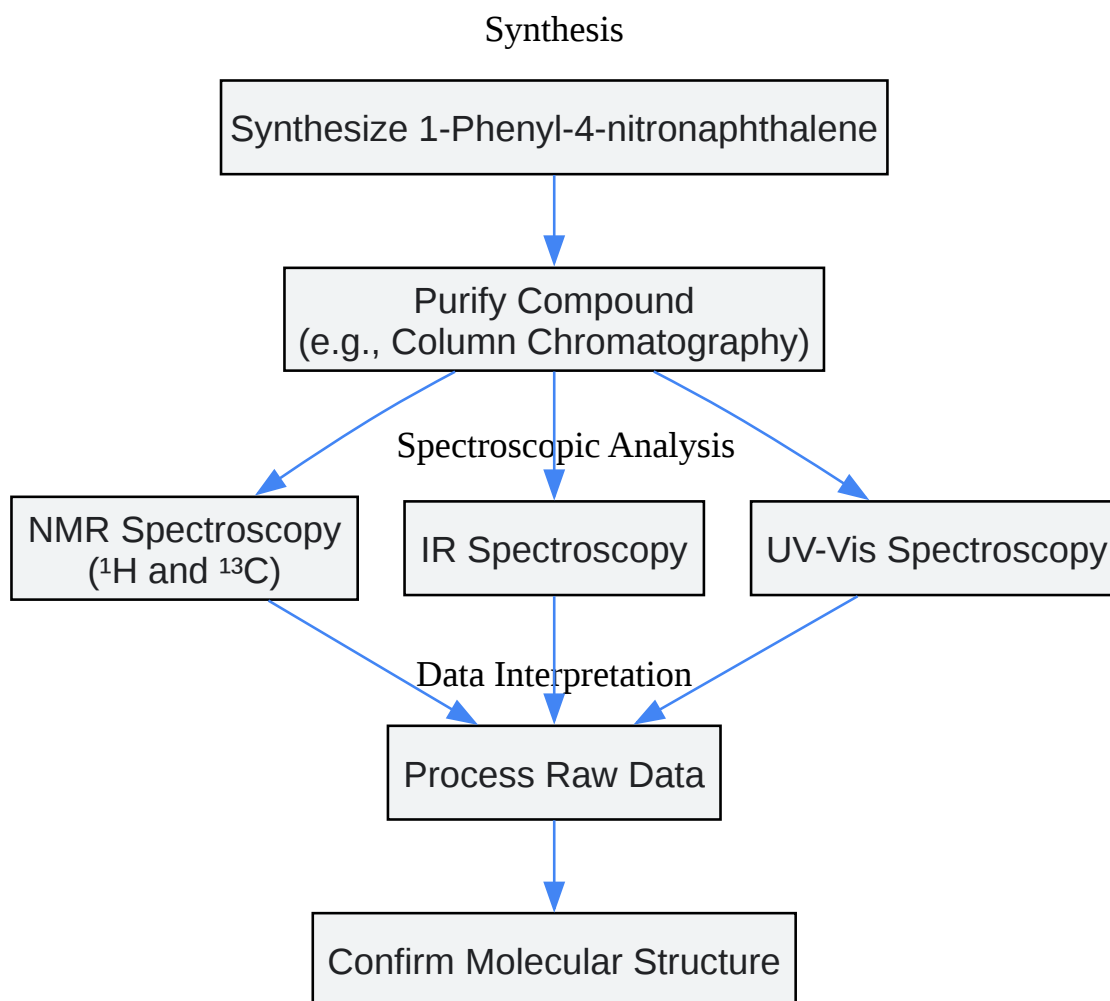 Synthesis
Synthesize 1-Phenyl-4-nitronaphthalene
Purify Compound
(e.g., Column Chromatography)
Spectroscopic Analysis
NMR Spectroscopy
(¹H and ¹³C)
IR Spectroscopy
UV-Vis Spectroscopy
Data Interpretation
Process Raw Data
Confirm Molecular Structure